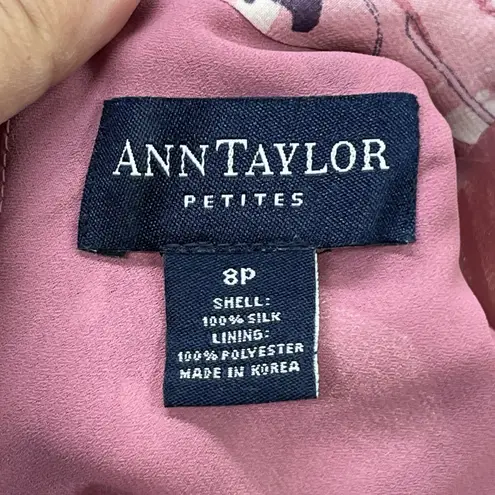 ANN TAYLOR
PETITES
8P
SHELL:
100% SILK
LINING:
100% POLYESTER
MADE IN KOREA